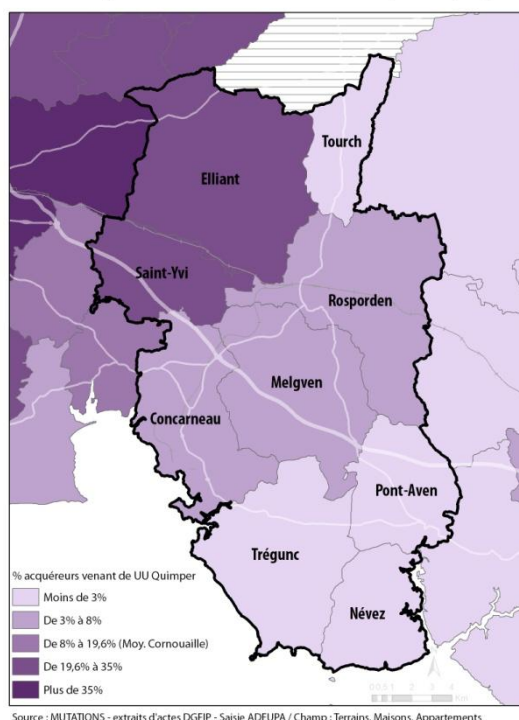 Tourch
Elliant
Saint-Yvi
Rosporden
Melgven
Concarneau
Pont-Aven
Trégunc
Névez
% acquéreurs venant de UU Quimper
Moins de 3%
De 3% à 8%
De 8% à 19,6% (Moy. Cornouaille)
De 19,6% à 35%
Plus de 35%
Km
Source : MUTATIONS - extraits d'actes DGFIP - Saisie ADEUPA / Champ : Terrains, Maisons, Appartements